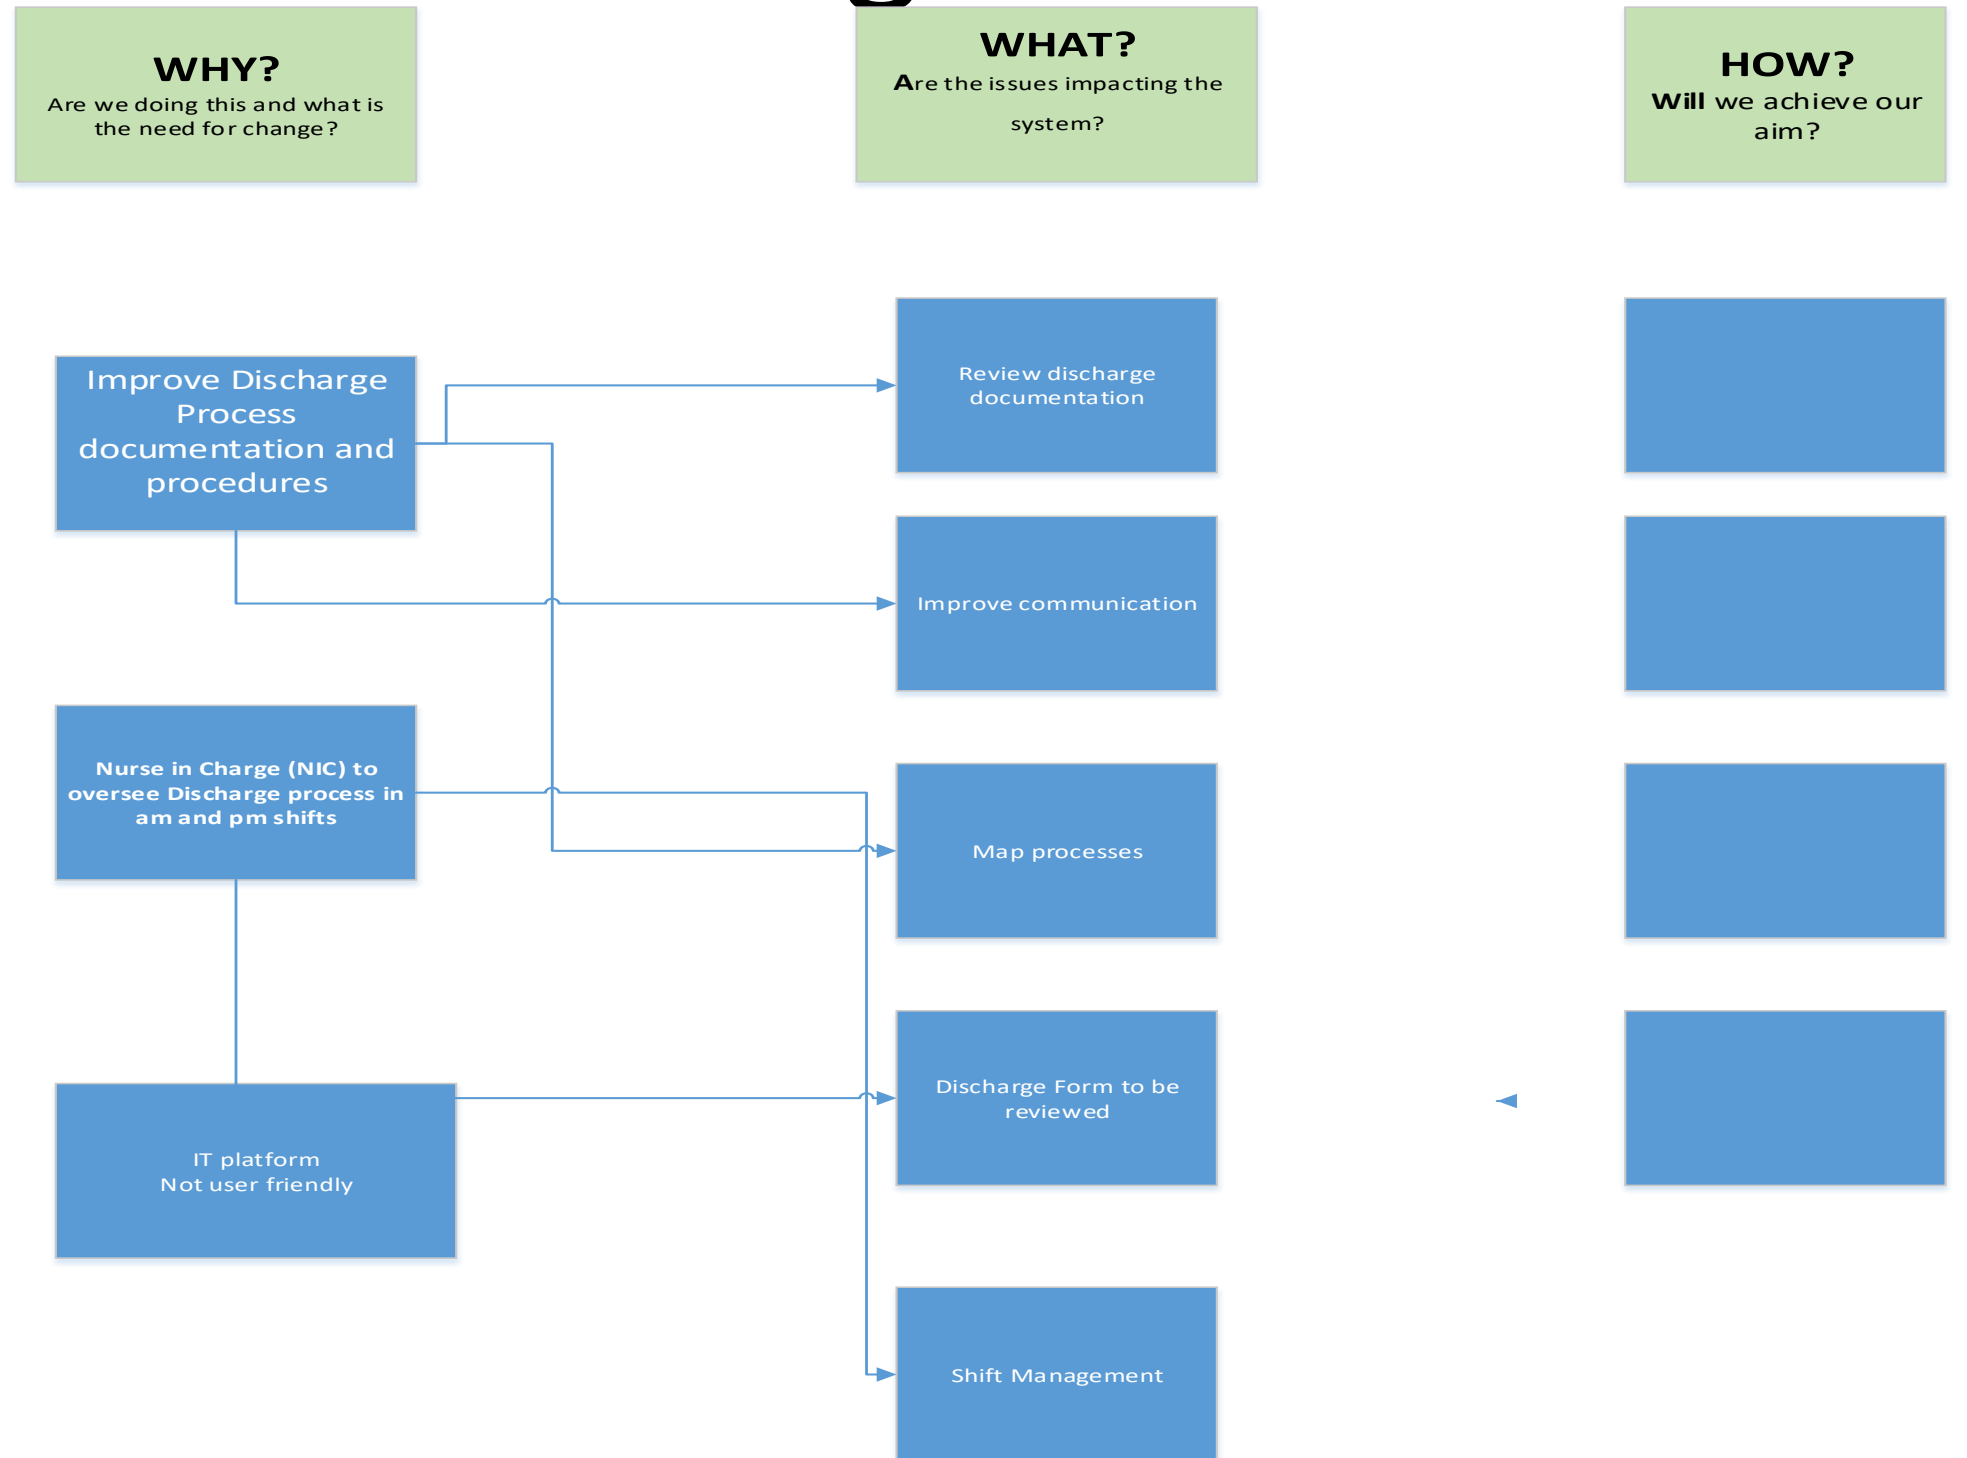 WHY?
Are we doing this and what is
the need for change?
WHAT?
Are the issues impacting the
system?
HOW?
Will we achieve our
aim?
Improve Discharge
Process
documentation and
procedures
Review discharge
documentation
Improve communication
Nurse in Charge (NIC) to
oversee Discharge process in
am and pm shifts
Map processes
IT platform
Not user friendly
Discharge Form to be
reviewed
Shift Management